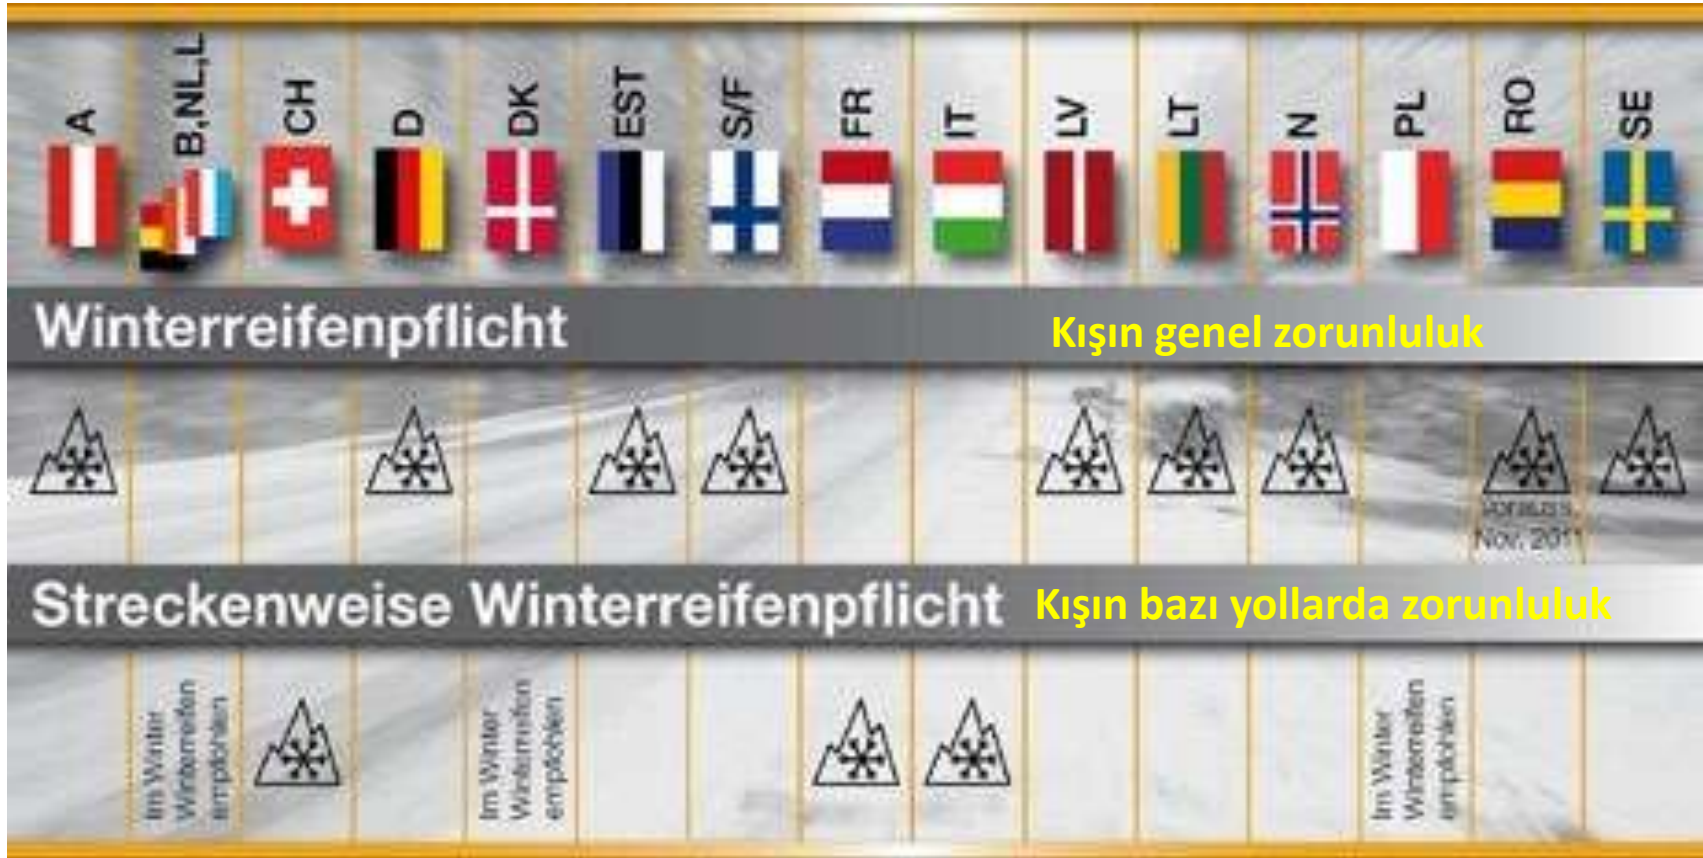 A
B,NL,L
CH
D
DK
EST
S/F
FR
IT
LV
LT
N
PL
RO
SE
Winterreifenpflicht
Kışın genel zorunluluk
vorauss.
Nov. 2011
Streckenweise Winterreifenpflicht
Kışın bazı yollarda zorunluluk
Im Winter
Winterreifen
empfohlen
Im Winter
Winterreifen
empfohlen
Im Winter
Winterreifen
empfohlen